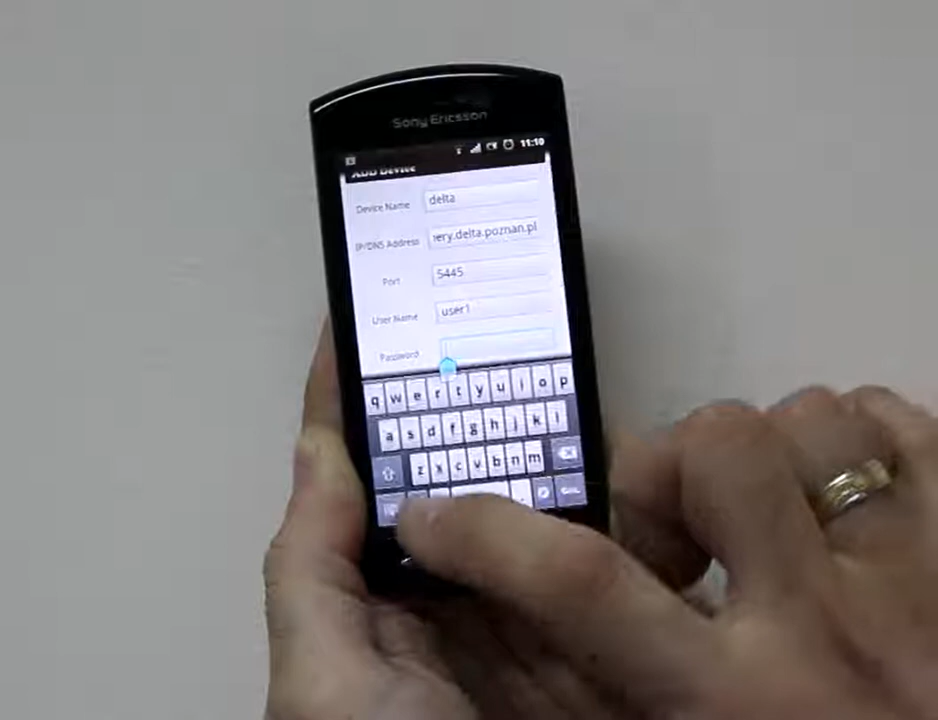 Sony Ericsson
11:10
ADD Device
Device Name delta
IP/DNS Address ery.delta.poznan.pl
Port 5445
User Name user1
Password
q w e r t y u i o p
a s d f g h j k l
z x c v b n m